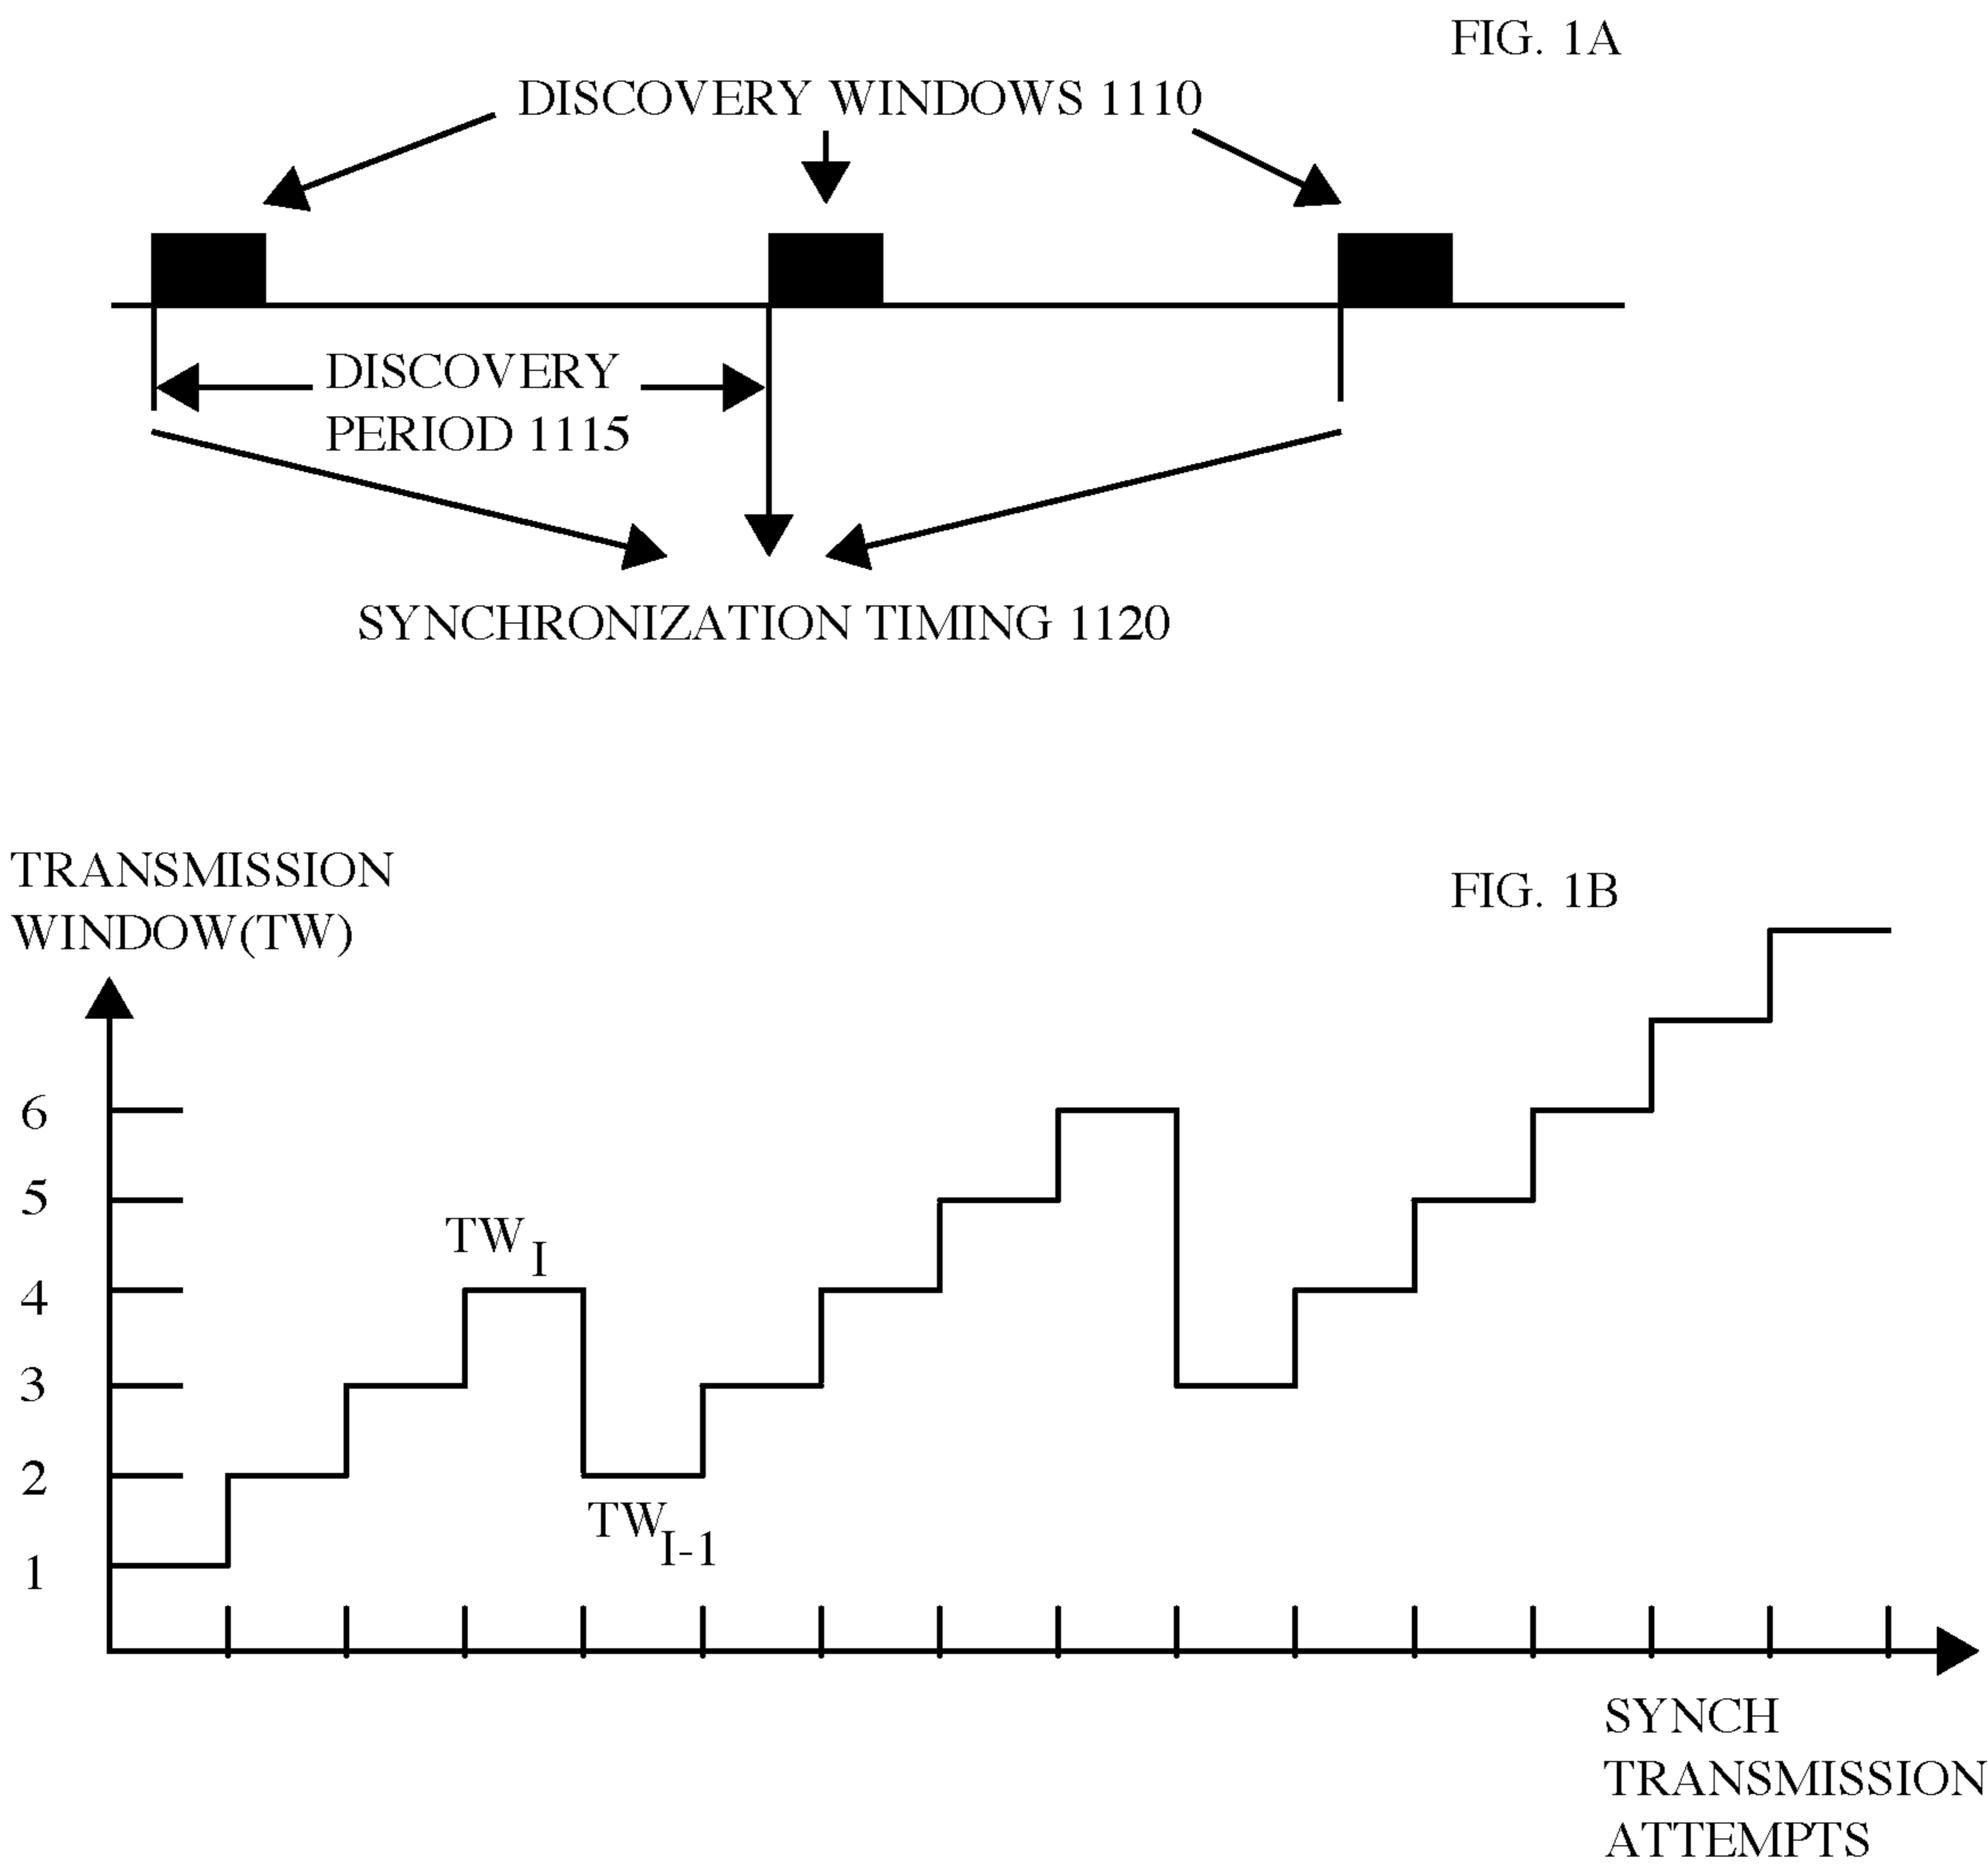 FIG. 1A
DISCOVERY WINDOWS 1110
DISCOVERY
PERIOD 1115
SYNCHRONIZATION TIMING 1120
TRANSMISSION
WINDOW(TW)
FIG. 1B
6
5
TW I
4
3
2
TW I-1
1
SYNCH
TRANSMISSION
ATTEMPTS